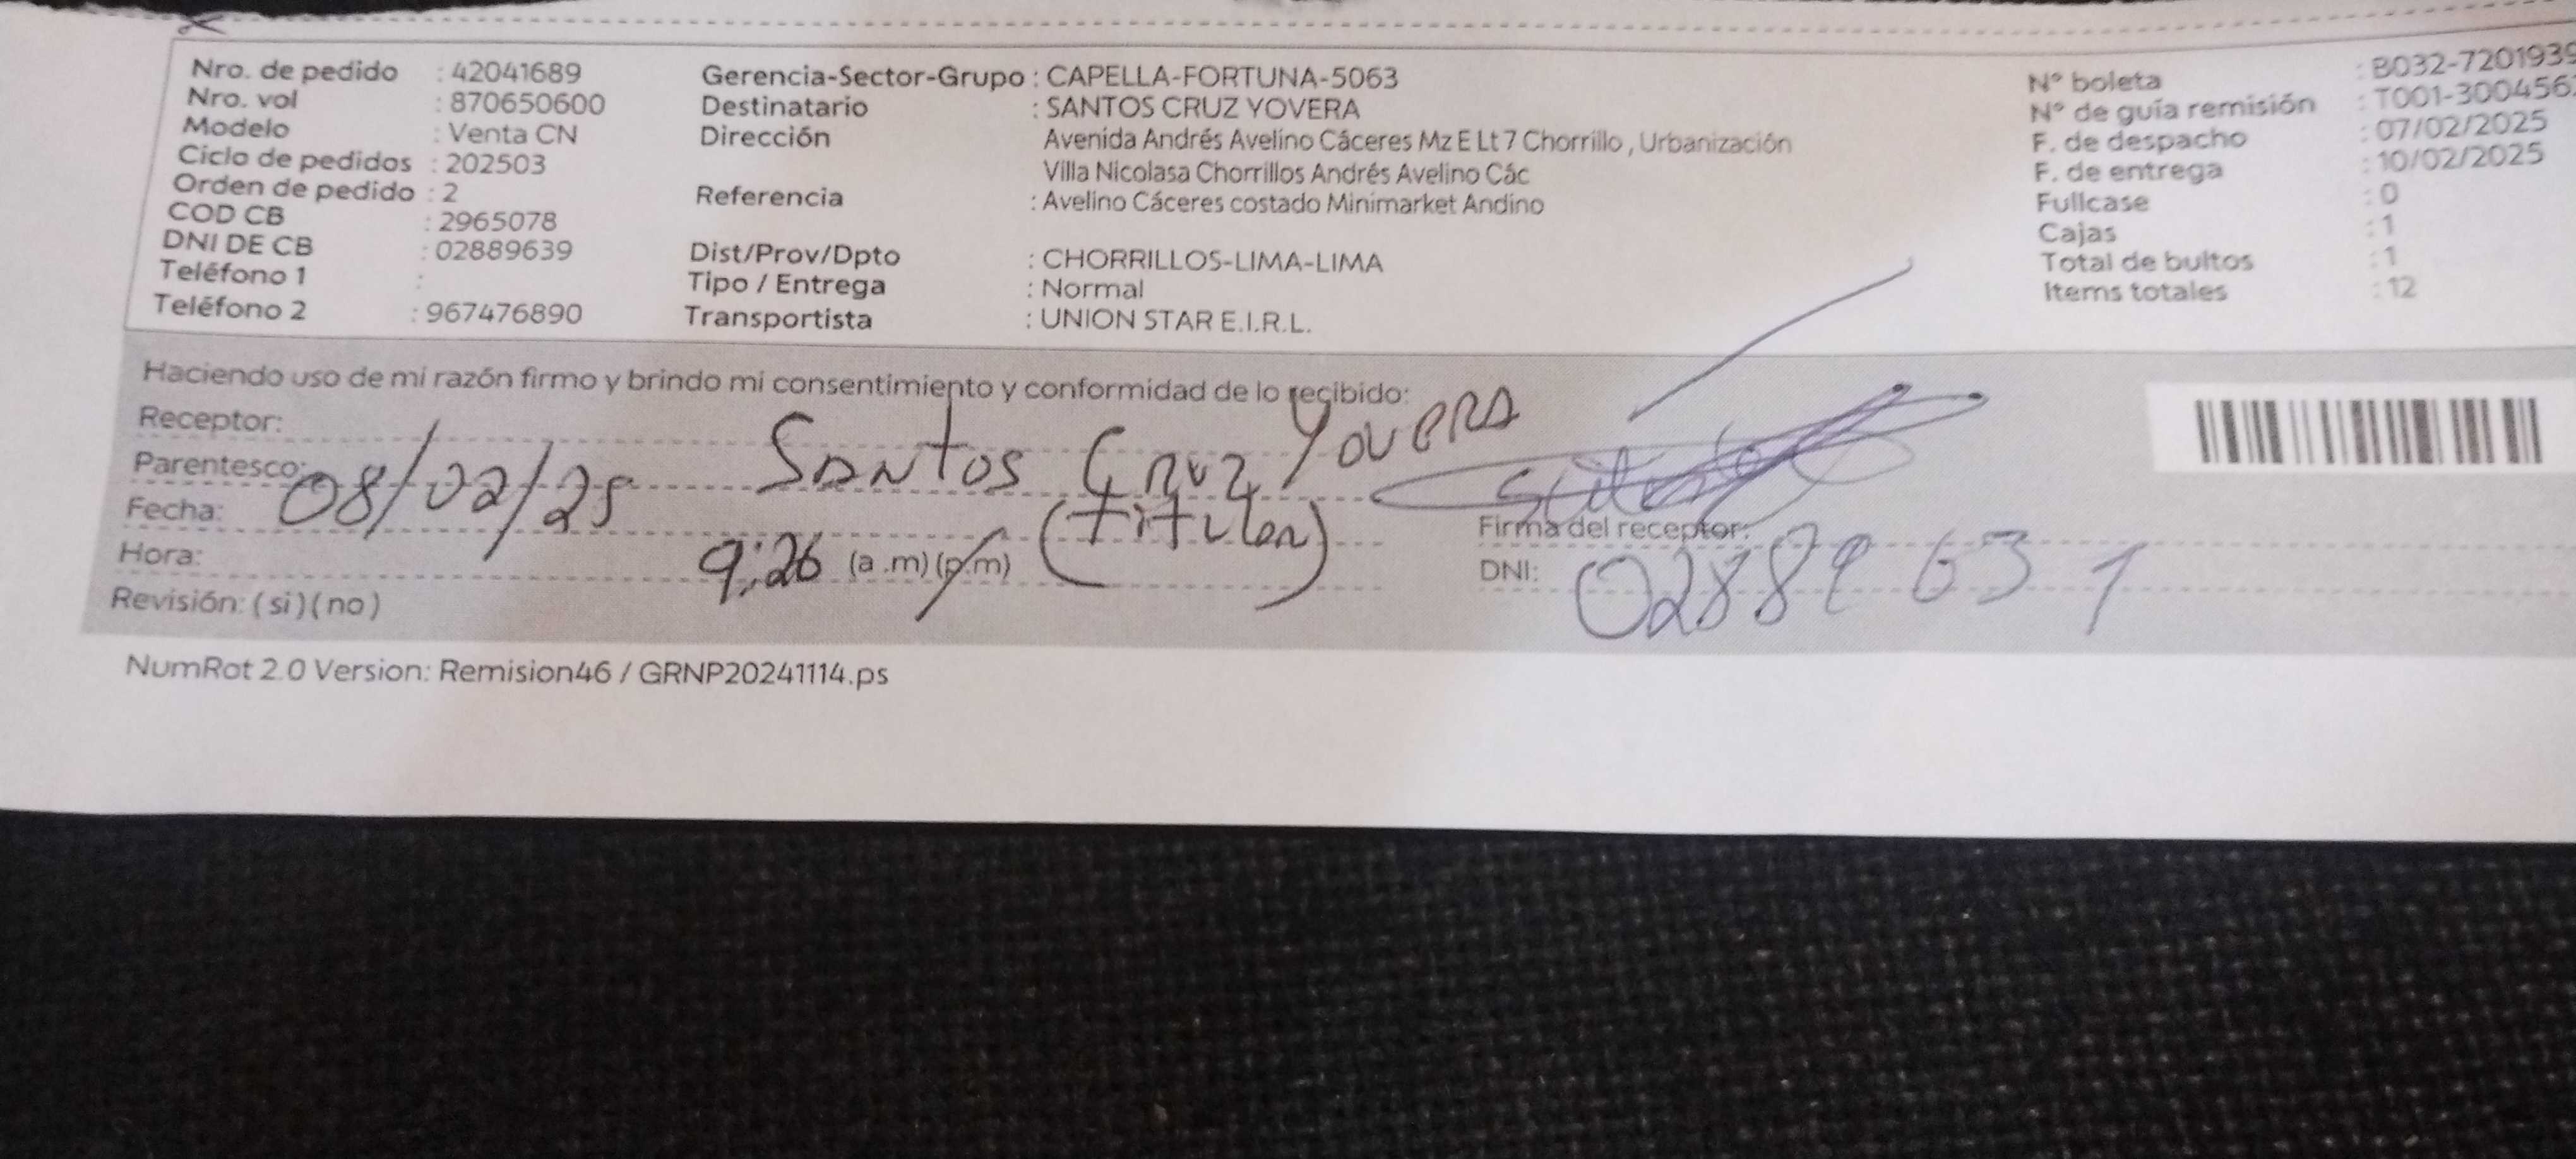 Nro. de pedido : 42041689
Nro. vol : 870650600
Modelo : Venta CN
Ciclo de pedidos : 202503
Orden de pedido : 2
COD CB : 2965078
DNI DE CB : 02889639
Teléfono 1 :
Teléfono 2 : 967476890
Gerencia-Sector-Grupo : CAPELLA-FORTUNA-5063
Destinatario : SANTOS CRUZ YOVERA
Dirección Avenida Andrés Avelino Cáceres Mz E Lt 7 Chorrillo , Urbanización
Villa Nicolasa Chorrillos Andrés Avelino Các
Referencia : Avelino Cáceres costado Minimarket Andino
Dist/Prov/Dpto : CHORRILLOS-LIMA-LIMA
Tipo / Entrega : Normal
Transportista : UNION STAR E.I.R.L.
N° boleta : B032-7201939
N° de guía remisión : T001-300456
F. de despacho : 07/02/2025
F. de entrega : 10/02/2025
Fullcase : 0
Cajas : 1
Total de bultos : 1
Items totales : 12
Haciendo uso de mi razón firmo y brindo mi consentimiento y conformidad de lo recibido:
Receptor: Santos Cruz Yovera
Parentesco: (titular)
Fecha: 08/02/25
Hora: 9:26 (a .m) (p.m)
Revisión: ( si ) ( no )
Firma del receptor:
DNI: 02889631
NumRot 2.0 Version: Remision46 / GRNP20241114.ps